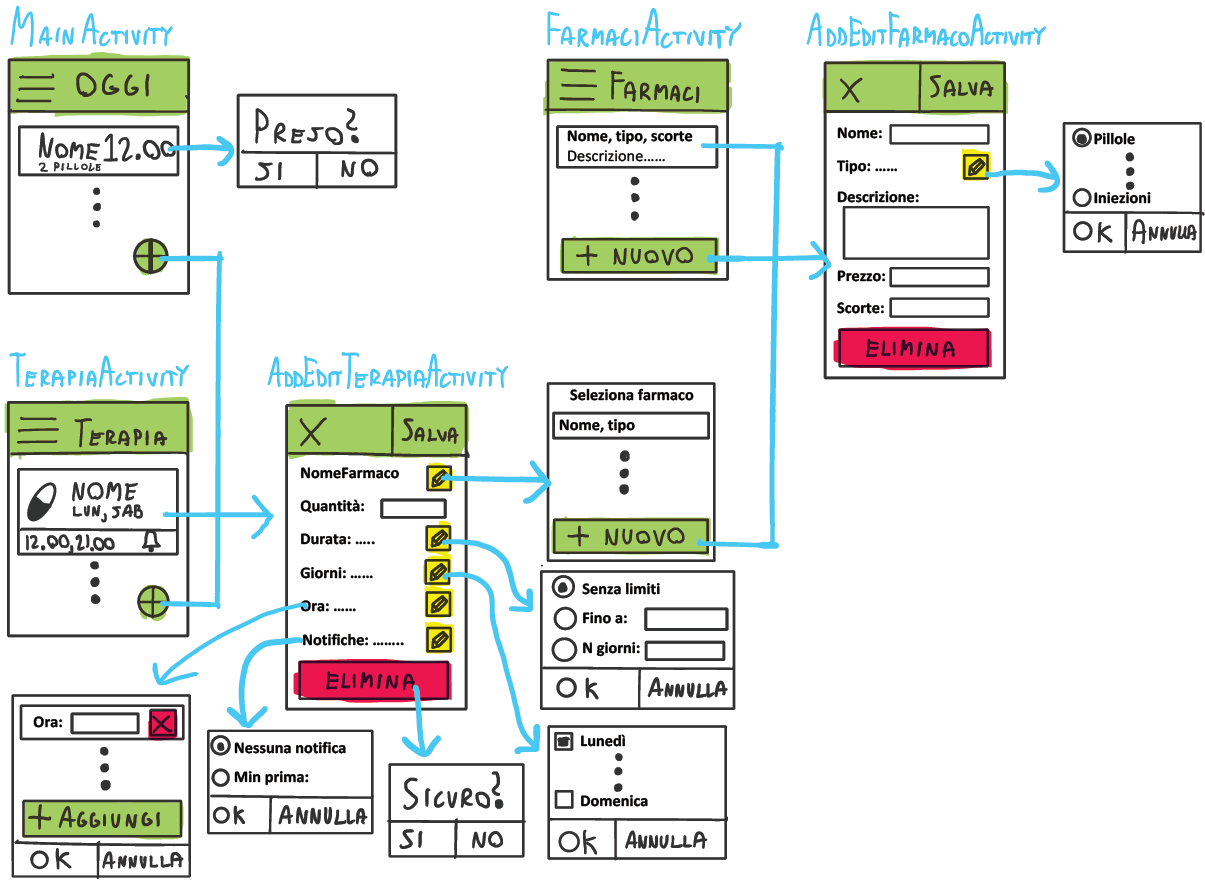 MAINACTIVITY
OGGI
NOME 12.00
2 PILLOLE
PRESO?
SI NO
FARMACIACTIVITY
FARMACI
Nome, tipo, scorte
Descrizione......
+ NUOVO
ADDEDITFARMACOACTIVITY
X SALVA
Nome:
Tipo: ......
Descrizione:
Prezzo:
Scorte:
ELIMINA
Pillole
Iniezioni
OK ANNULLA
TERAPIAACTIVITY
TERAPIA
NOME
LUN, SAB
12.00, 21.00
ADDEDITTERAPIAACTIVITY
X SALVA
NomeFarmaco
Quantità:
Durata: .....
Giorni: ......
Ora: ......
Notifiche: ........
ELIMINA
Seleziona farmaco
Nome, tipo
+ NUOVO
Senza limiti
Fino a:
N giorni:
OK ANNULLA
Ora: X
+ AGGIUNGI
OK ANNULLA
Nessuna notifica
Min prima:
OK ANNULLA
SICURO?
SI NO
Lunedì
Domenica
OK ANNULLA